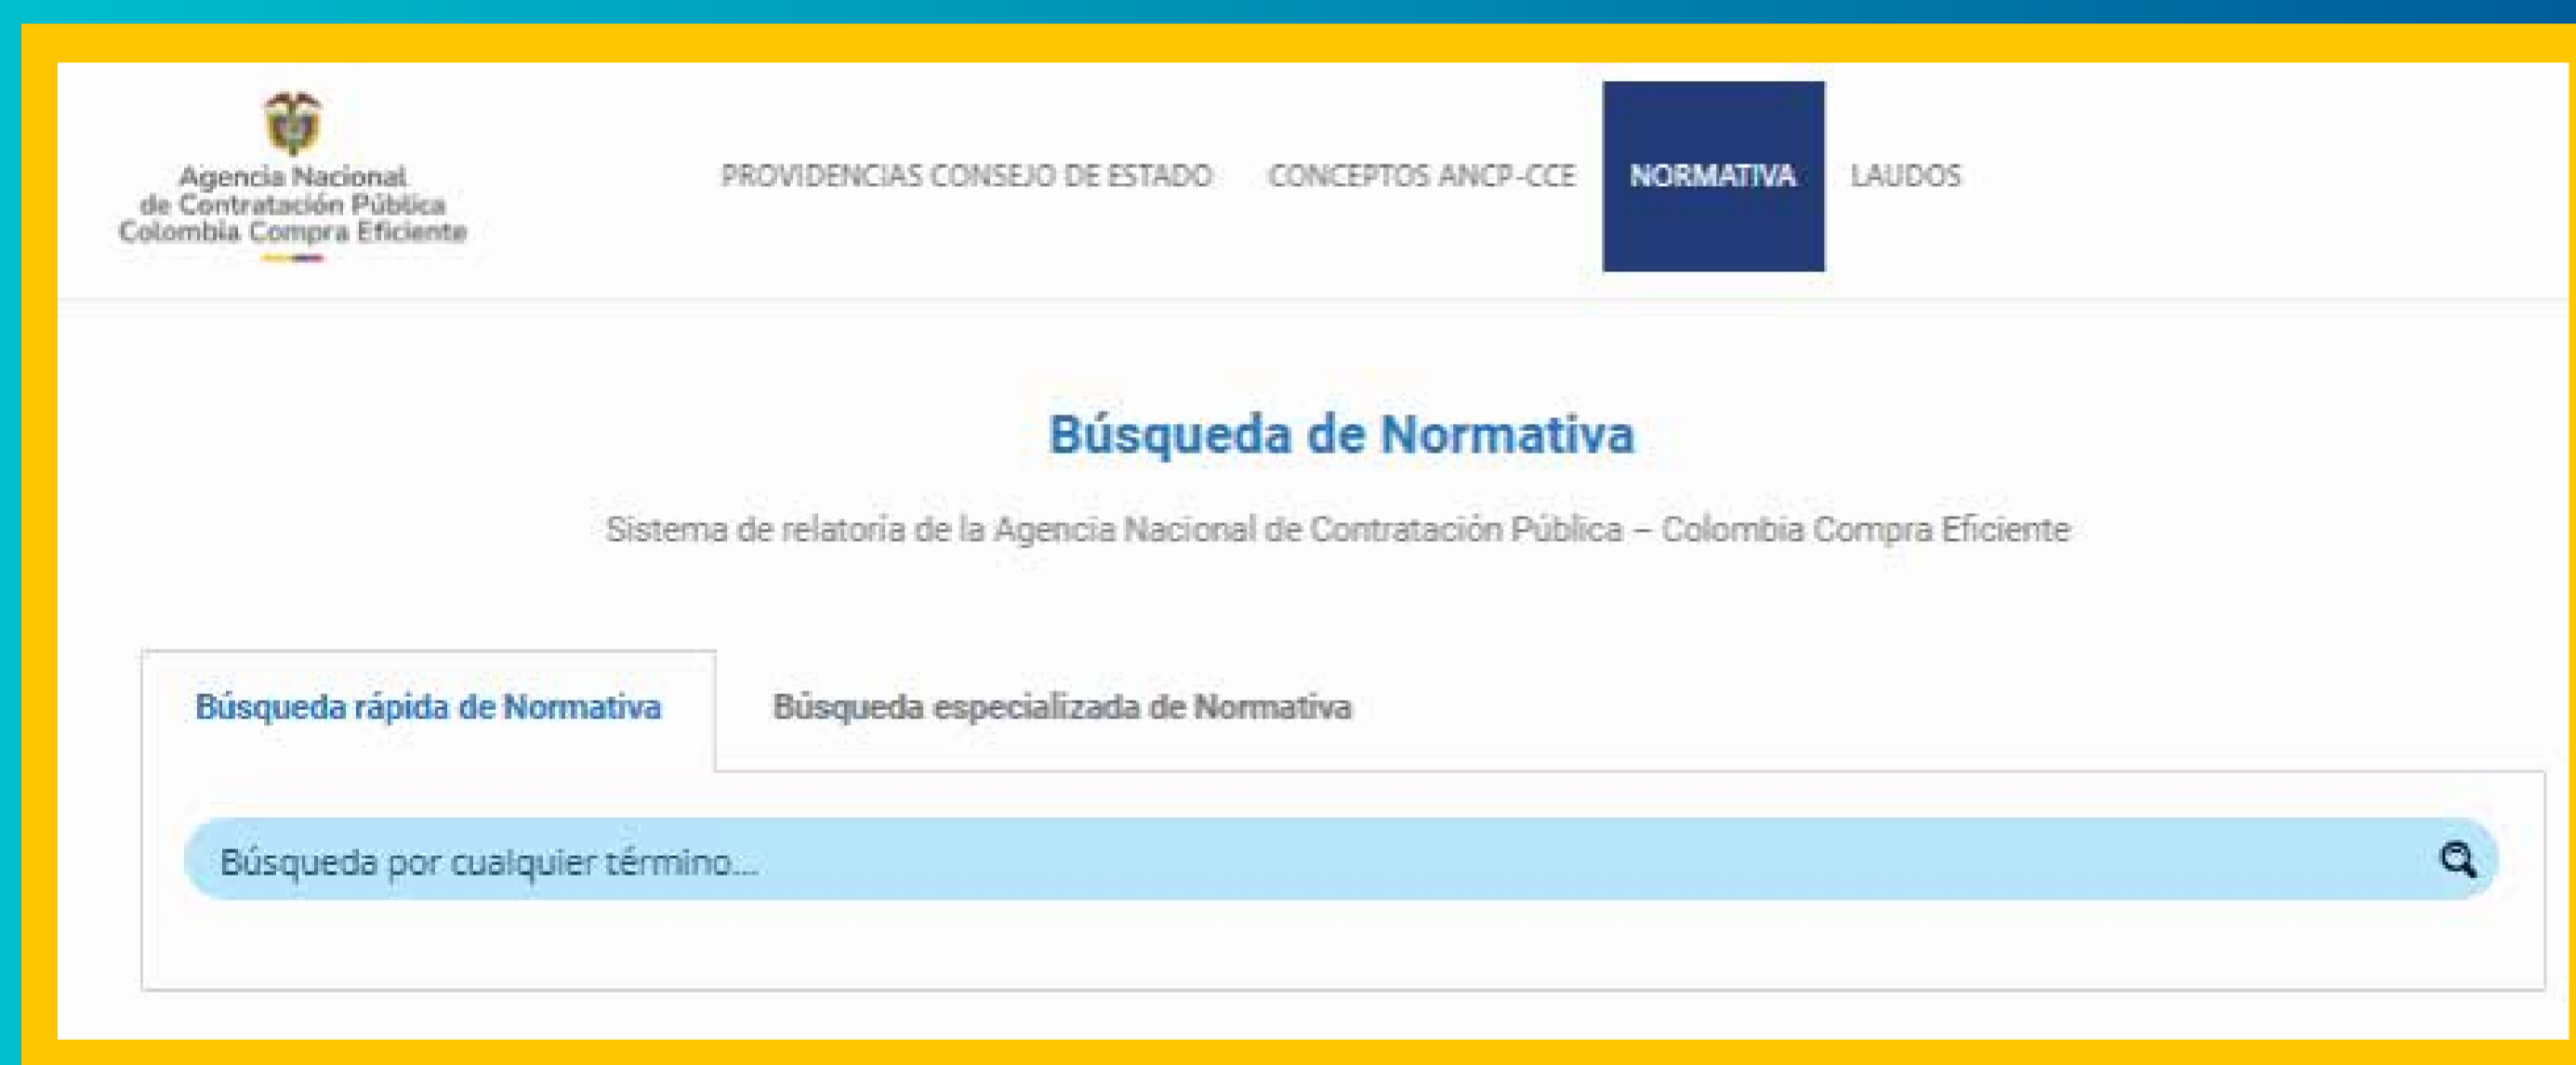 Agencia Nacional
de Contratación Pública
Colombia Compra Eficiente
PROVIDENCIAS CONSEJO DE ESTADO CONCEPTOS ANCP-CCE NORMATIVA LAUDOS
Búsqueda de Normativa
Sistema de relatoría de la Agencia Nacional de Contratación Pública – Colombia Compra Eficiente
Búsqueda rápida de Normativa Búsqueda especializada de Normativa
Búsqueda por cualquier término...